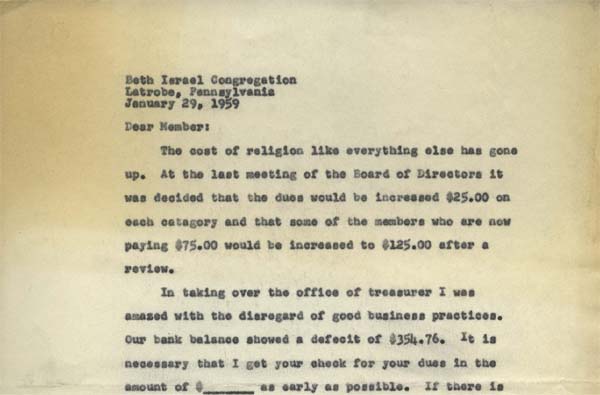 Beth Israel Congregation
Latrobe, Pennsylvania
January 29, 1959
Dear Member:
The cost of religion like everything else has gone
up. At the last meeting of the Board of Directors it
was decided that the dues would be increased $25.00 on
each catagory and that some of the members who are now
paying $75.00 would be increased to $125.00 after a
review.
In taking over the office of treasurer I was
amazed with the disregard of good business practices.
Our bank balance showed a defecit of $354.76. It is
necessary that I get your check for your dues in the
amount of $________ as early as possible. If there is